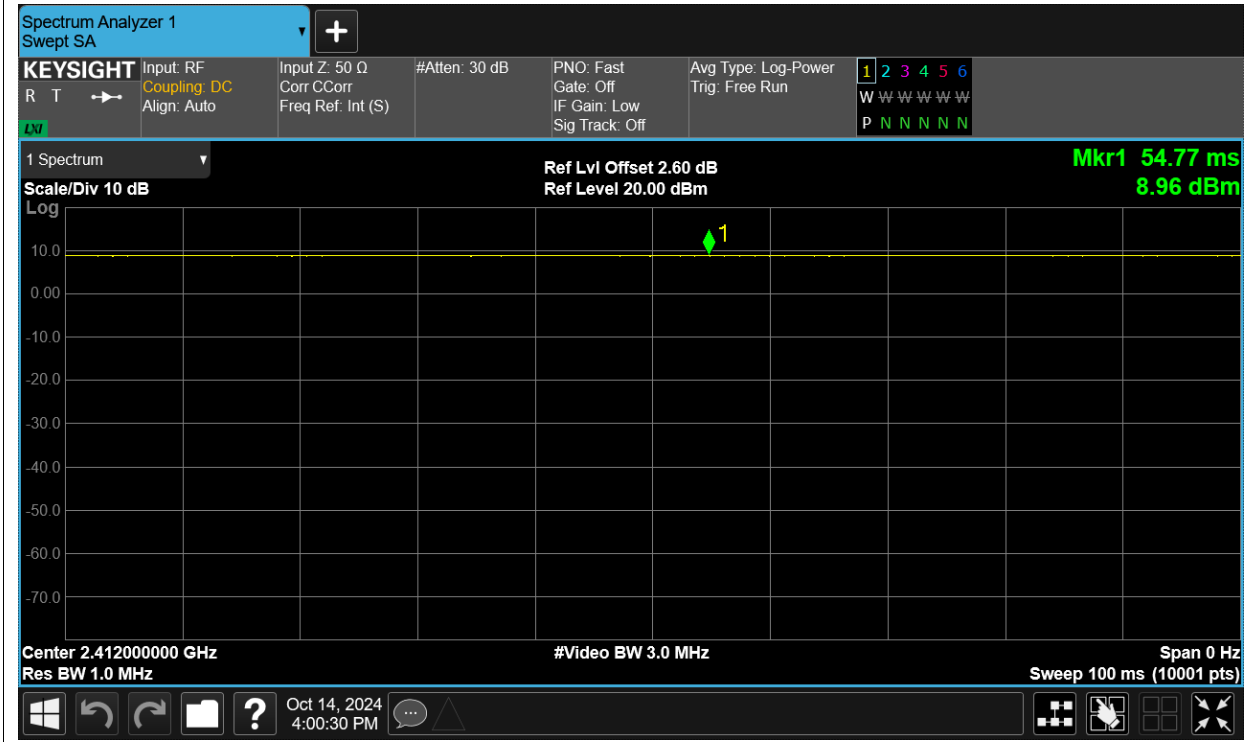 Spectrum Analyzer 1
Swept SA
KEYSIGHT
R T
LXI
Input: RF
Coupling: DC
Align: Auto
Input Z: 50 Ω
Corr CCorr
Freq Ref: Int (S)
#Atten: 30 dB
PNO: Fast
Gate: Off
IF Gain: Low
Sig Track: Off
Avg Type: Log-Power
Trig: Free Run
1 2 3 4 5 6
W W W W W W
P N N N N N
1 Spectrum
Scale/Div 10 dB
Log
Ref Lvl Offset 2.60 dB
Ref Level 20.00 dBm
Mkr1 54.77 ms
8.96 dBm
1
10.0
0.00
-10.0
-20.0
-30.0
-40.0
-50.0
-60.0
-70.0
Center 2.412000000 GHz
Res BW 1.0 MHz
#Video BW 3.0 MHz
Span 0 Hz
Sweep 100 ms (10001 pts)
?
Oct 14, 2024
4:00:30 PM